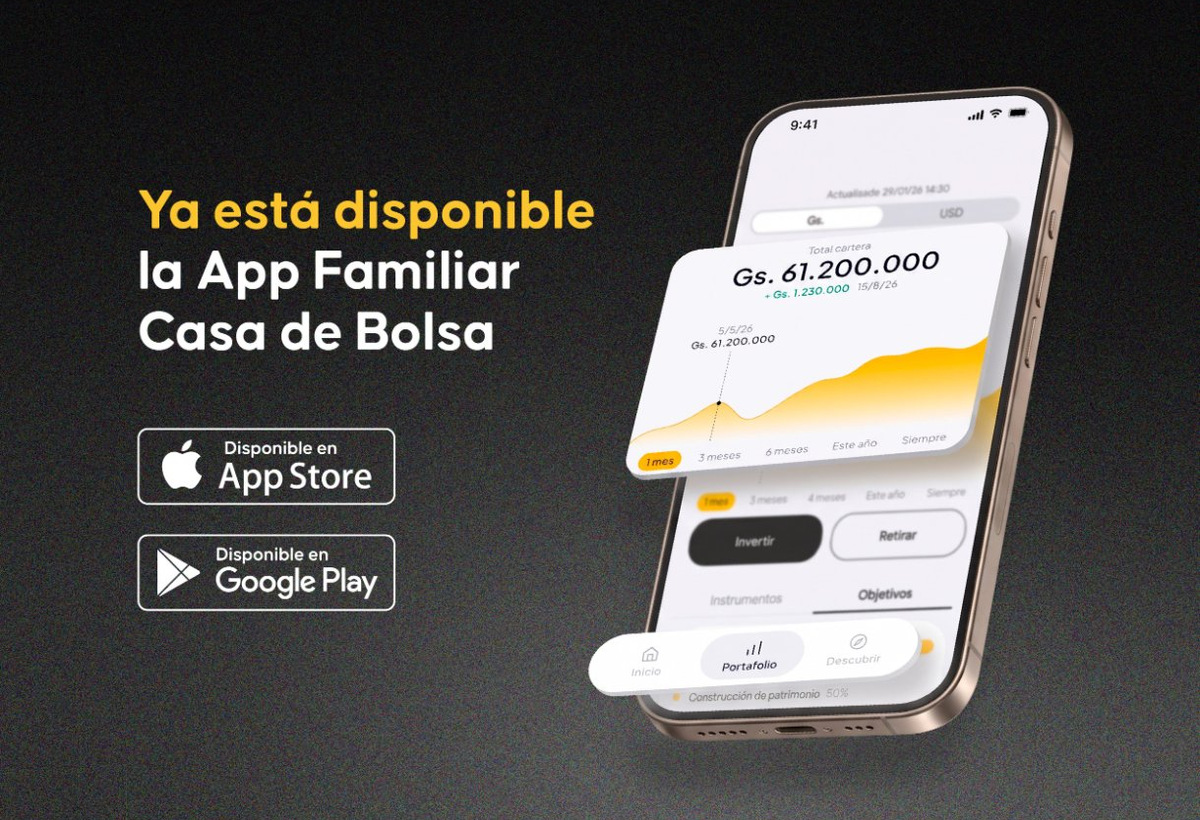 Ya está disponible
la App Familiar
Casa de Bolsa
Disponible en
App Store
Disponible en
Google Play
9:41
Actualisade 29/01/26 14:30
Gs.
USD
Total cartera
Gs. 61.200.000
+ Gs. 1.230.000 15/8/26
5/5/26
Gs. 61.200.000
1 mes
3 meses
6 meses
Este año
Siempre
1 mes
3 meses
4 meses
Este año
Siempre
Invertir
Retirar
Instrumentos
Objetivos
Inicio
Portafolio
Descubrir
Construcción de patrimonio 50%